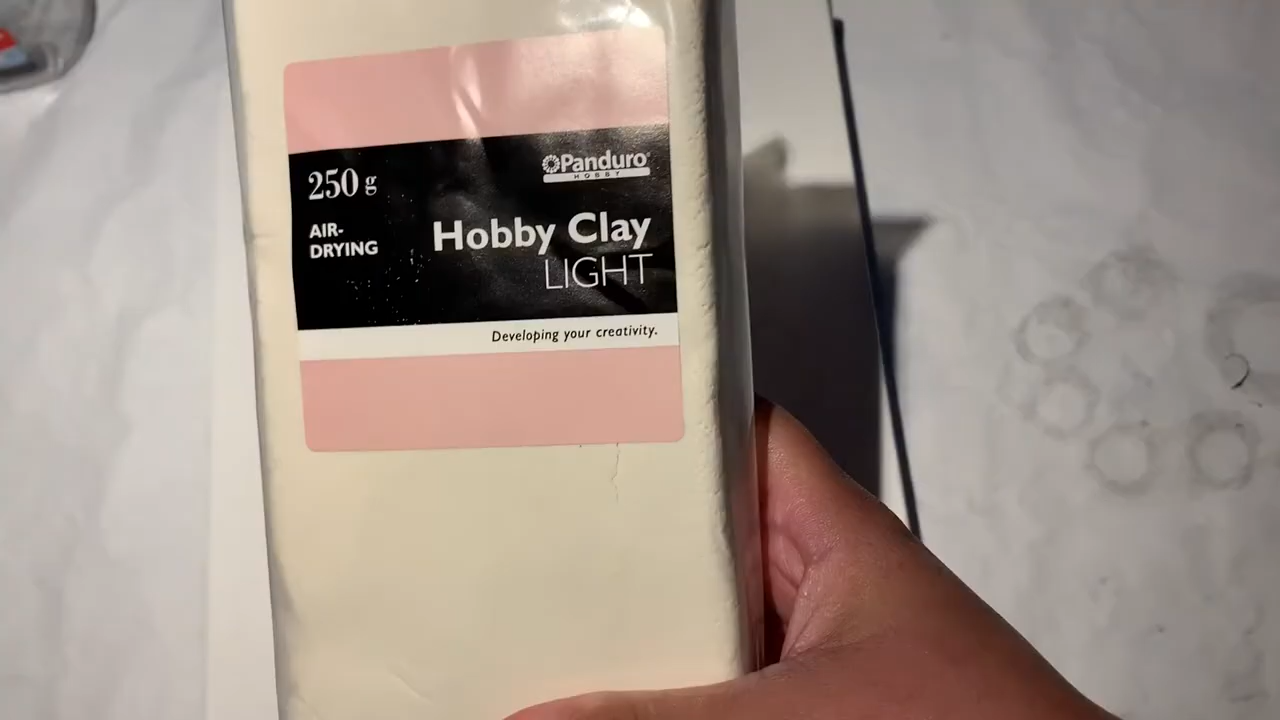 250 g
Panduro
HOBBY
AIR-
DRYING
Hobby Clay
LIGHT
Developing your creativity.